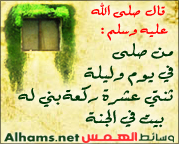 قال صلى الله
عليه وسلم :
من صلى
في يوم وليلة
ثنتي عشرة ركعة بني له
بيت في الجنة
وسائط الهمس Alhams.net